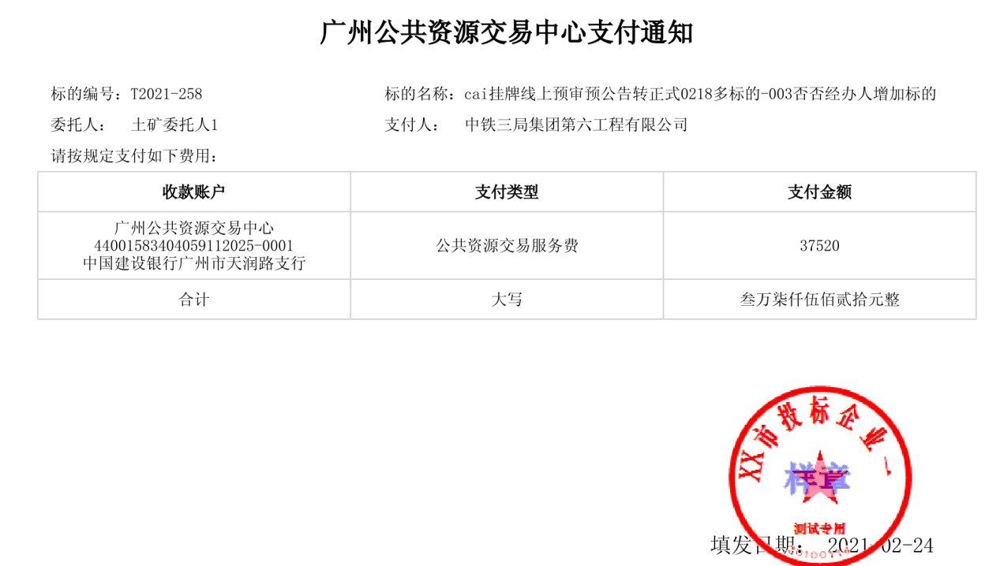 广州公共资源交易中心支付通知
标的编号：T2021-258 标的名称：cai挂牌线上预审预公告转正式0218多标的-003否否经办人增加标的
委托人： 土矿委托人1 支付人： 中铁三局集团第六工程有限公司
请按规定支付如下费用：
收款账户 支付类型 支付金额
广州公共资源交易中心
44001583404059112025-0001 公共资源交易服务费 37520
中国建设银行广州市天润路支行
合计 大写 叁万柒仟伍佰贰拾元整
XX市投标企业一
样章
测试专用
填发日期： 2021-02-24